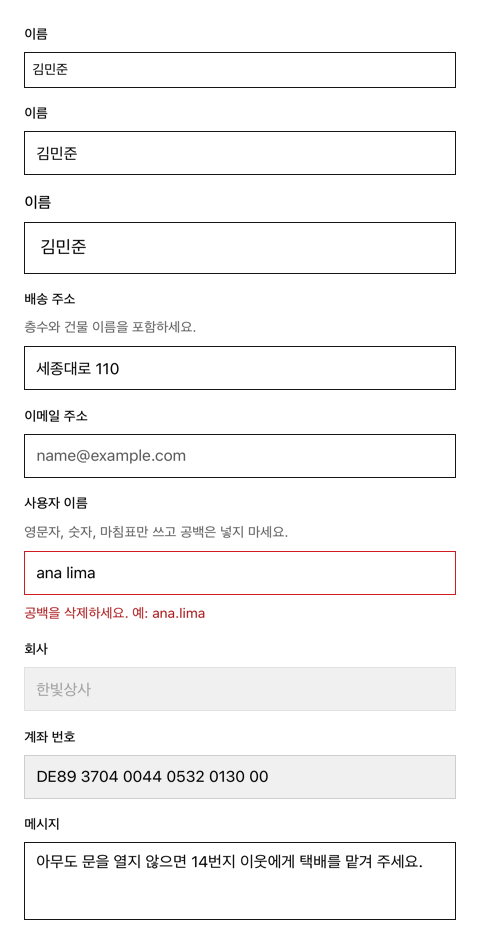 이름
김민준
이름
김민준
이름
김민준
배송 주소
층수와 건물 이름을 포함하세요.
세종대로 110
이메일 주소
name@example.com
사용자 이름
영문자, 숫자, 마침표만 쓰고 공백은 넣지 마세요.
ana lima
공백을 삭제하세요. 예: ana.lima
회사
한빛상사
계좌 번호
DE89 3704 0044 0532 0130 00
메시지
아무도 문을 열지 않으면 14번지 이웃에게 택배를 맡겨 주세요.